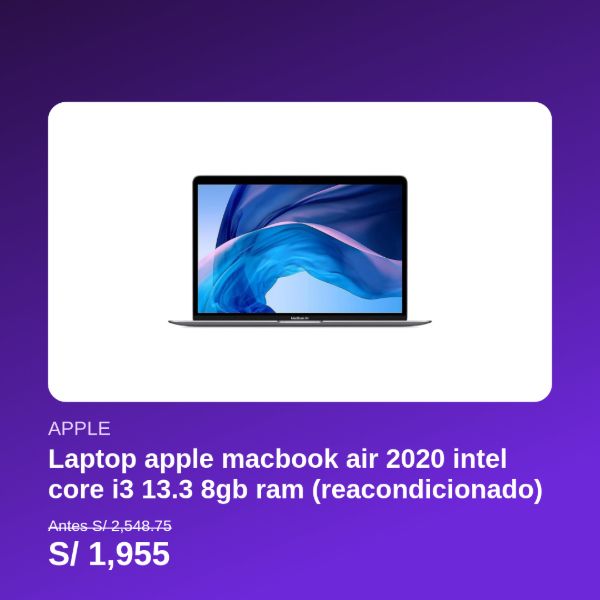 APPLE
Laptop apple macbook air 2020 intel
core i3 13.3 8gb ram (reacondicionado)
Antes S/ 2,548.75
S/ 1,955